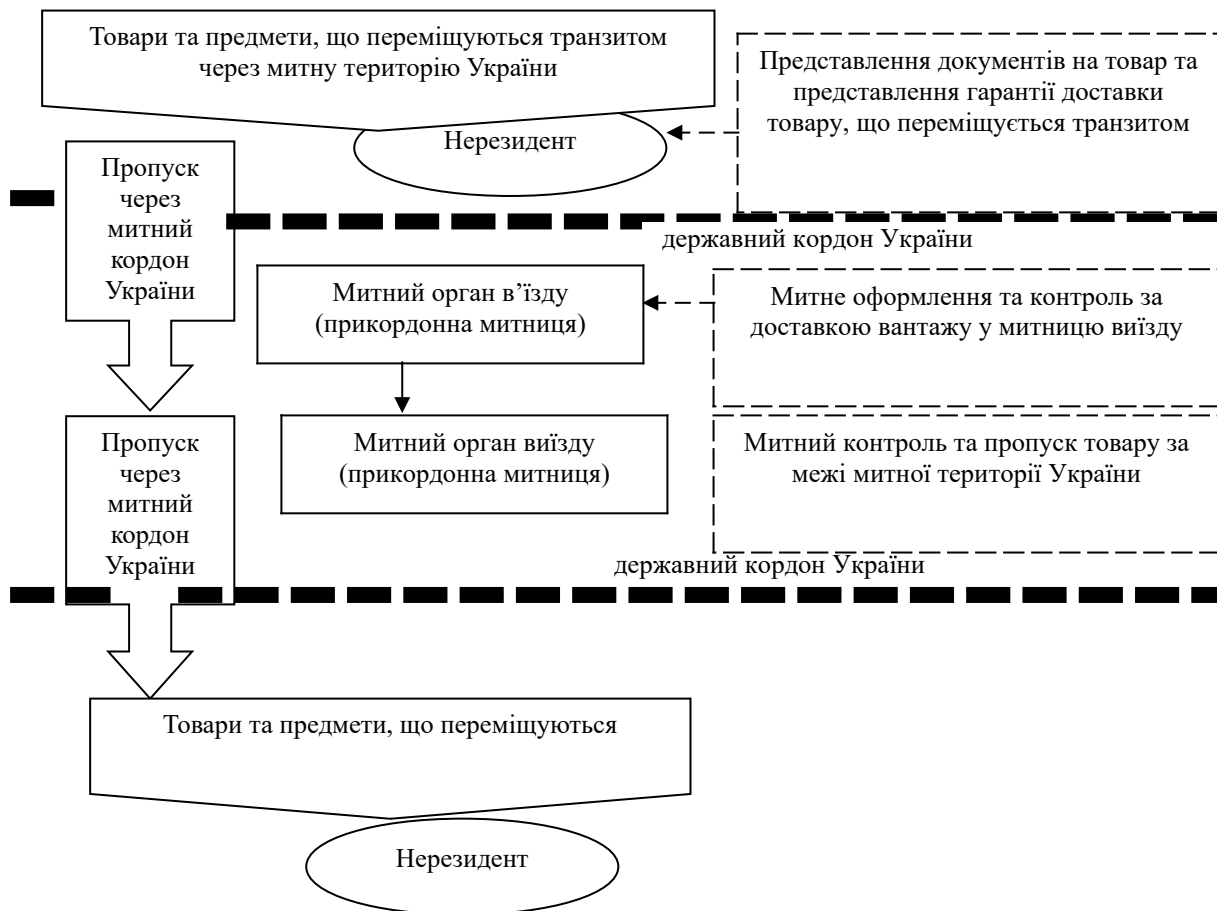 Товари та предмети, що переміщуються транзитом
через митну територію України
Представлення документів на товар та
представлення гарантії доставки
товару, що переміщується транзитом
Нерезидент
Пропуск
через
митний
кордон
України
державний кордон України
Митний орган в’їзду
(прикордонна митниця)
Митне оформлення та контроль за
доставкою вантажу у митницю виїзду
Пропуск
через
митний
кордон
України
Митний орган виїзду
(прикордонна митниця)
Митний контроль та пропуск товару за
межі митної території України
державний кордон України
Товари та предмети, що переміщуються
Нерезидент